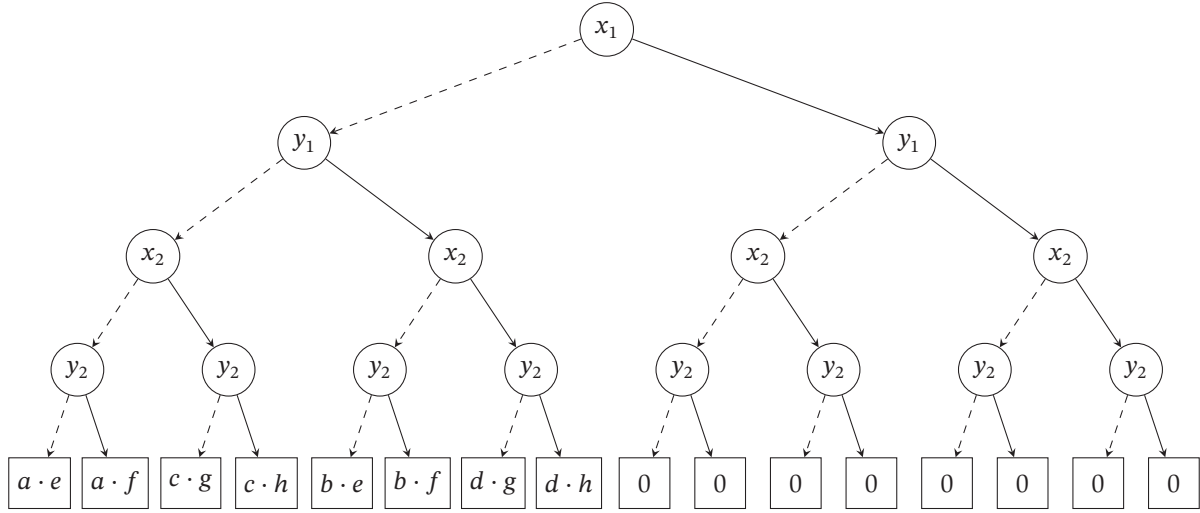 x₁
y₁ y₁
x₂ x₂ x₂ x₂
y₂ y₂ y₂ y₂ y₂ y₂ y₂ y₂
a · e a · f c · g c · h b · e b · f d · g d · h 0 0 0 0 0 0 0 0